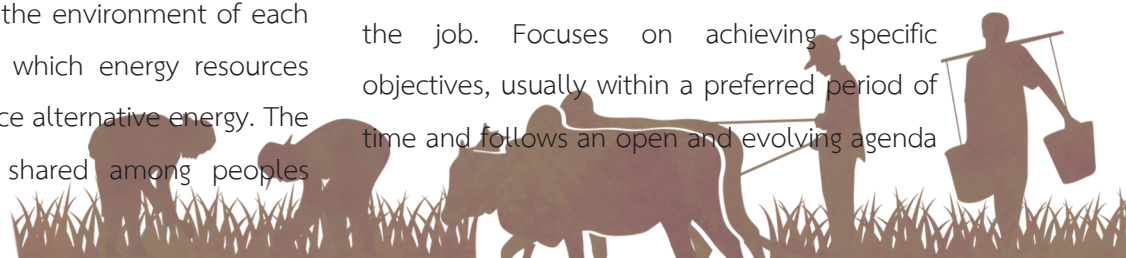 the environment of each
which energy resources
ce alternative energy. The
shared among peoples
the job. Focuses on achieving specific
objectives, usually within a preferred period of
time and follows an open and evolving agenda